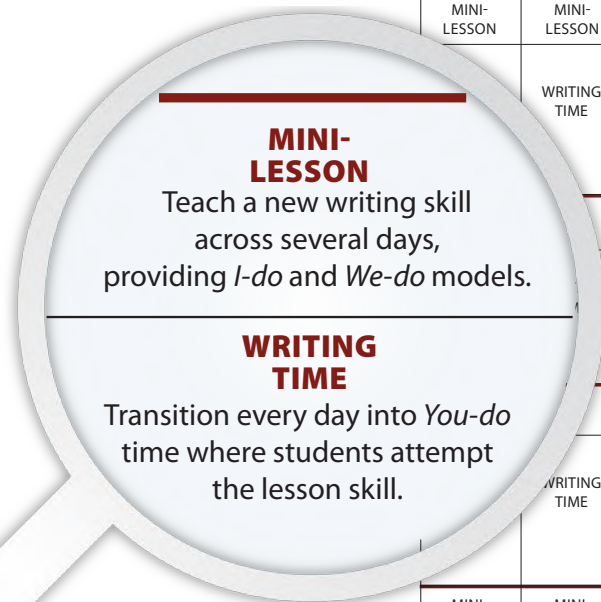 MINI-
LESSON
MINI-
LESSON
WRITING
TIME
MINI-
LESSON
Teach a new writing skill
across several days,
providing I-do and We-do models.
WRITING
TIME
Transition every day into You-do
time where students attempt
the lesson skill.
WRITING
TIME
MINI-
MINI-